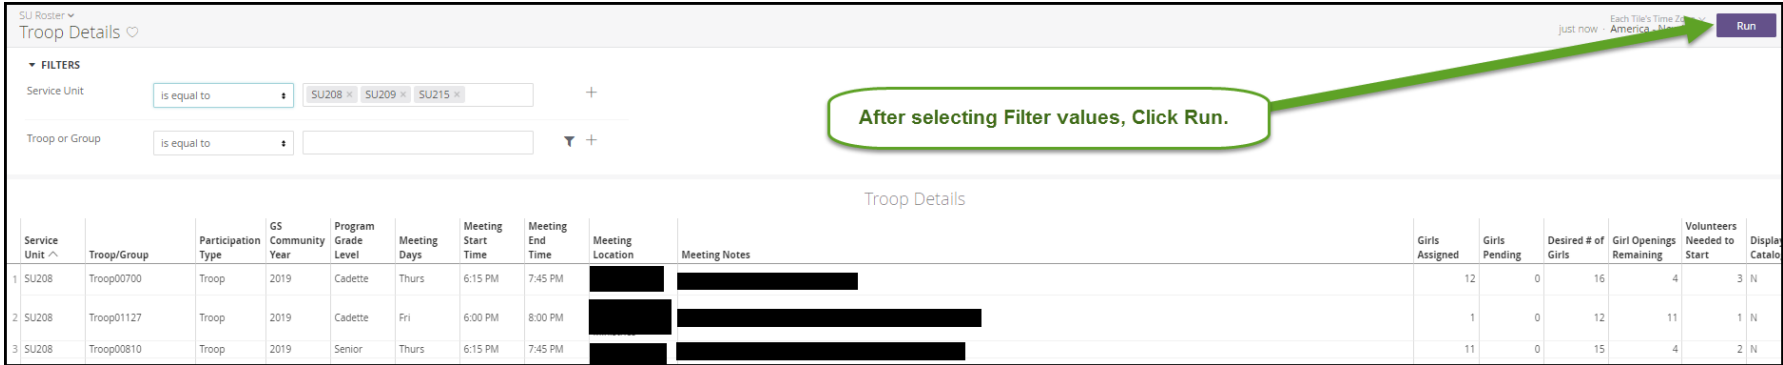 SU Roster
Troop Details
just now · Each Tile's Time
America
Run
FILTERS
Service Unit
is equal to
SU208 × SU209 × SU215 ×
+
After selecting Filter values, Click Run.
Troop or Group
is equal to
+
Troop Details
Service Unit Troop/Group Participation Type GS Community Year Program Grade Level Meeting Days Meeting Start Time Meeting End Time Meeting Location Meeting Notes Girls Assigned Girls Pending Desired # of Girls Girl Openings Remaining Volunteers Needed to Start
1 SU208 Troop00700 Troop 2019 Cadette Thurs 6:15 PM 7:45 PM 12 0 16 4 3 N
2 SU208 Troop01127 Troop 2019 Cadette Fri 6:00 PM 8:00 PM 1 0 12 11 1 N
3 SU208 Troop00810 Troop 2019 Senior Thurs 6:15 PM 7:45 PM 11 0 15 4 2 N